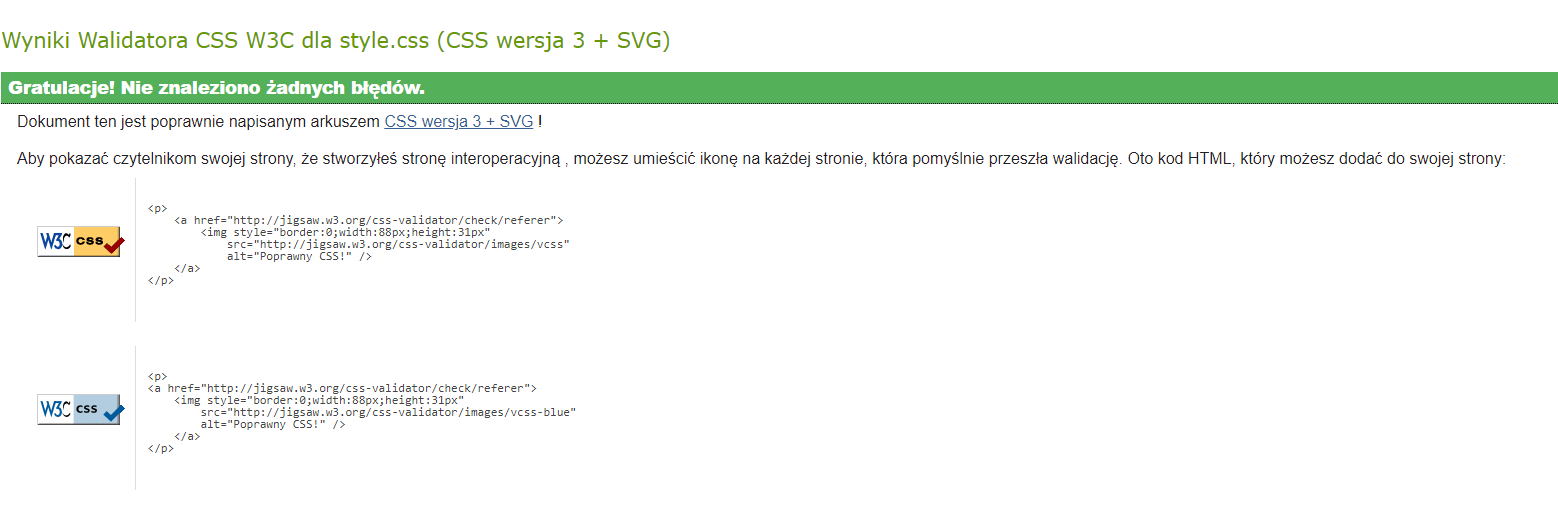 Wyniki Walidatora CSS W3C dla style.css (CSS wersja 3 + SVG)
Gratulacje! Nie znaleziono żadnych błędów.
Dokument ten jest poprawnie napisanym arkuszem CSS wersja 3 + SVG !
Aby pokazać czytelnikom swojej strony, że stworzyłeś stronę interoperacyjną , możesz umieścić ikonę na każdej stronie, która pomyślnie przeszła walidację. Oto kod HTML, który możesz dodać do swojej strony:
W3C css
<p>
    <a href="http://jigsaw.w3.org/css-validator/check/referer">
        <img style="border:0;width:88px;height:31px"
            src="http://jigsaw.w3.org/css-validator/images/vcss"
            alt="Poprawny CSS!" />
    </a>
</p>
W3C css
<p>
<a href="http://jigsaw.w3.org/css-validator/check/referer">
    <img style="border:0;width:88px;height:31px"
        src="http://jigsaw.w3.org/css-validator/images/vcss-blue"
        alt="Poprawny CSS!" />
    </a>
</p>